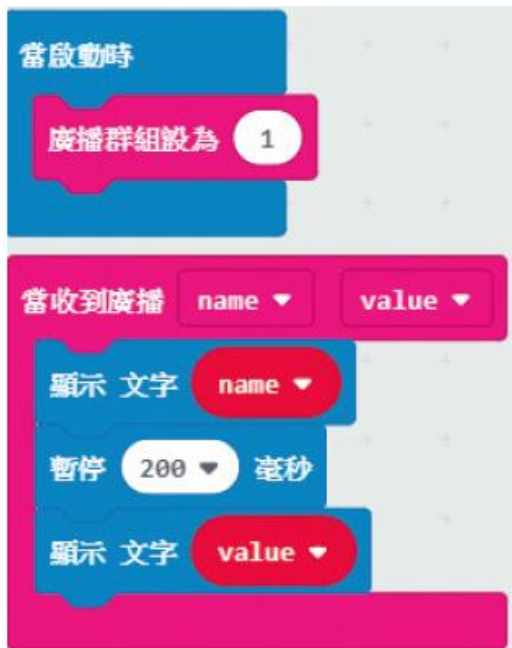 當啟動時
廣播群組設為 1
當收到廣播 name value
顯示 文字 name
暫停 200 毫秒
顯示 文字 value